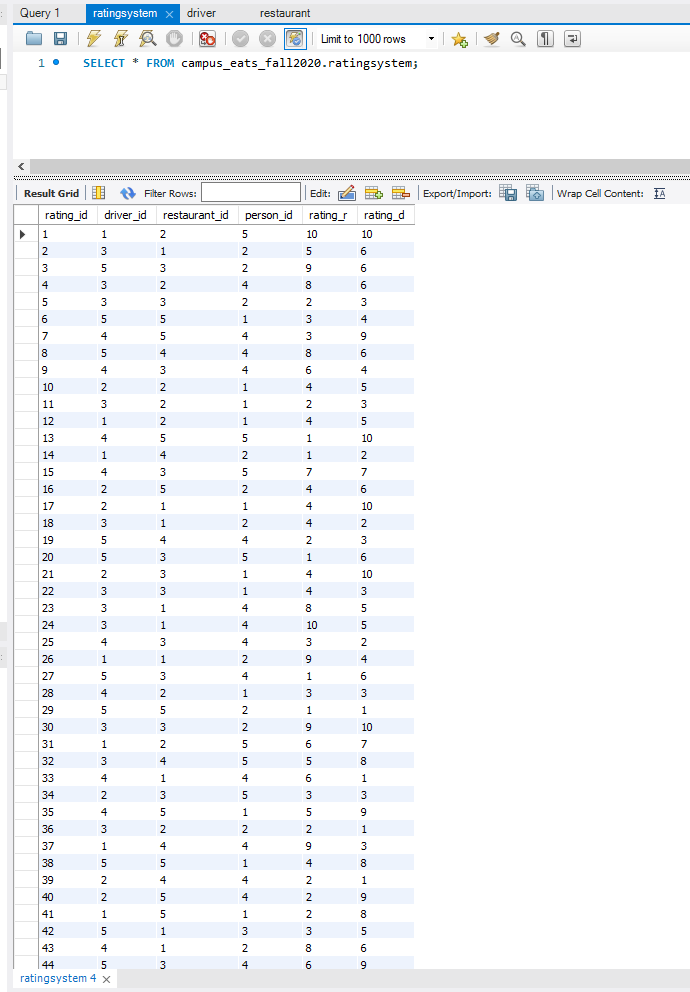 Query 1 ratingsystem driver restaurant
Limit to 1000 rows
1 SELECT * FROM campus_eats_fall2020.ratingsystem;
Result Grid Filter Rows: Edit: Export/Import: Wrap Cell Content:
rating_id driver_id restaurant_id person_id rating_r rating_d
1 1 2 5 10 10
2 3 1 2 5 6
3 5 3 2 9 6
4 3 2 4 8 6
5 3 3 2 2 3
6 5 5 1 3 4
7 4 5 4 3 9
8 5 4 4 8 6
9 4 3 4 6 4
10 2 2 1 4 5
11 3 2 1 2 3
12 1 2 1 4 5
13 4 5 5 1 10
14 1 4 2 1 2
15 4 3 5 7 7
16 2 5 2 4 6
17 2 1 1 4 10
18 3 1 2 4 2
19 5 4 4 2 3
20 5 3 5 1 6
21 2 3 1 4 10
22 3 3 1 4 3
23 3 1 4 8 5
24 3 1 4 10 5
25 4 3 4 3 2
26 1 1 2 9 4
27 5 3 4 1 6
28 4 2 1 3 3
29 5 5 2 1 1
30 3 3 2 9 10
31 1 2 5 6 7
32 3 4 5 5 8
33 4 1 4 6 1
34 2 3 5 3 3
35 4 5 1 5 9
36 3 2 2 2 1
37 1 4 4 9 3
38 5 5 1 4 8
39 2 4 4 2 1
40 2 5 4 2 9
41 1 5 1 2 8
42 5 1 3 3 5
43 4 1 2 8 6
44 5 3 4 6 9
ratingsystem 4